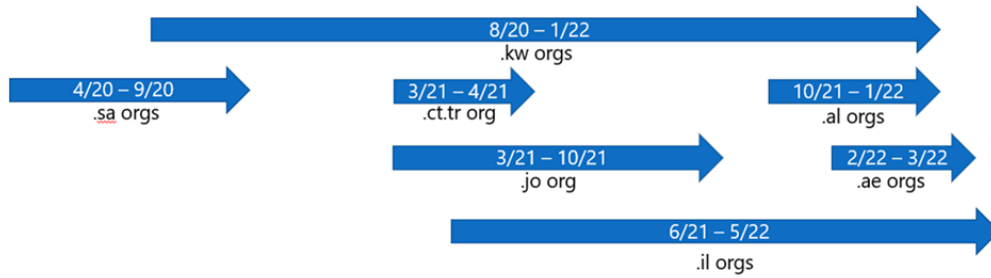 8/20 – 1/22
.kw orgs
4/20 – 9/20
.sa orgs
3/21 – 4/21
.ct.tr org
10/21 – 1/22
.al orgs
3/21 – 10/21
.jo org
2/22 – 3/22
.ae orgs
6/21 – 5/22
.il orgs